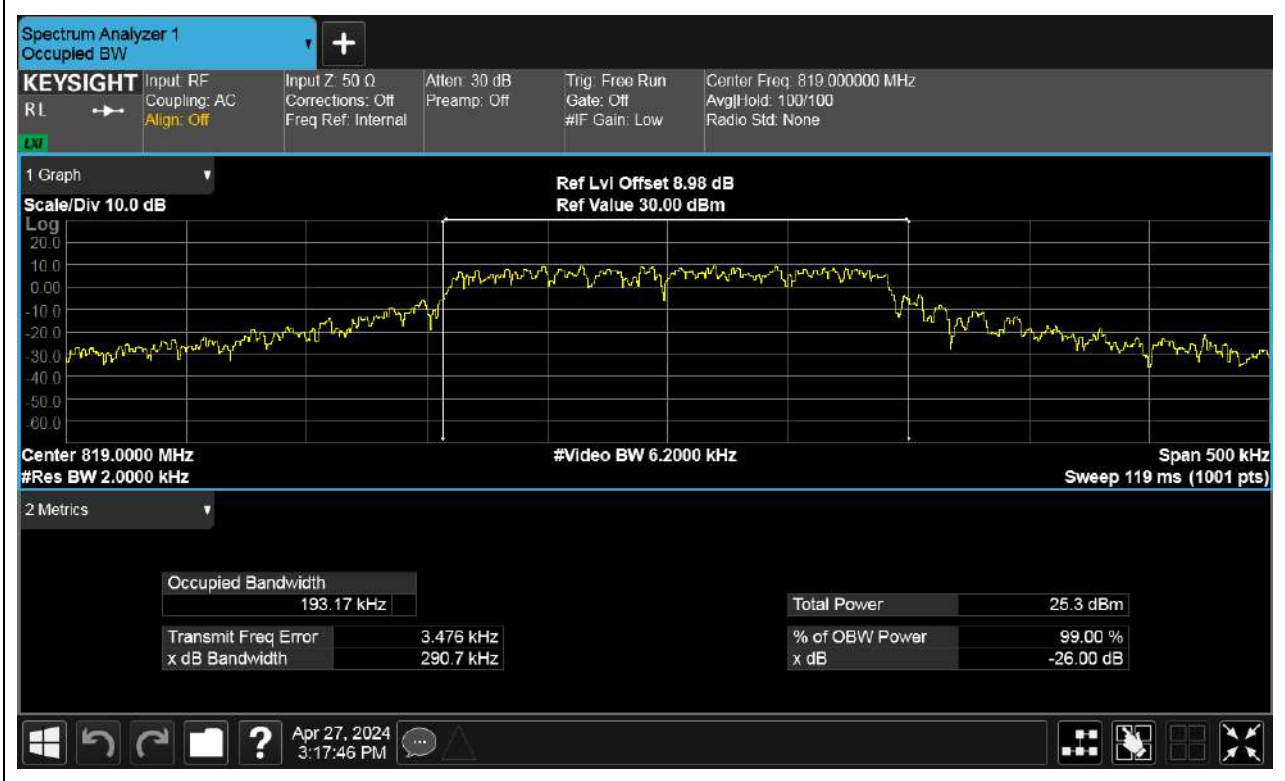 Spectrum Analyzer 1
Occupied BW
+
KEYSIGHT
RL
LXI
Input: RF
Coupling: AC
Align: Off
Input Z: 50 Ω
Corrections: Off
Freq Ref: Internal
Atten: 30 dB
Preamp: Off
Trig: Free Run
Gate: Off
#IF Gain: Low
Center Freq: 819.000000 MHz
Avg|Hold: 100/100
Radio Std: None
1 Graph
Scale/Div 10.0 dB
Ref Lvl Offset 8.98 dB
Ref Value 30.00 dBm
Log
20.0
10.0
0.00
-10.0
-20.0
-30.0
-40.0
-50.0
-60.0
Center 819.0000 MHz
#Res BW 2.0000 kHz
#Video BW 6.2000 kHz
Span 500 kHz
Sweep 119 ms (1001 pts)
2 Metrics
Occupied Bandwidth
193.17 kHz
Total Power 25.3 dBm
Transmit Freq Error 3.476 kHz
% of OBW Power 99.00 %
x dB Bandwidth 290.7 kHz
x dB -26.00 dB
?
Apr 27, 2024
3:17:46 PM